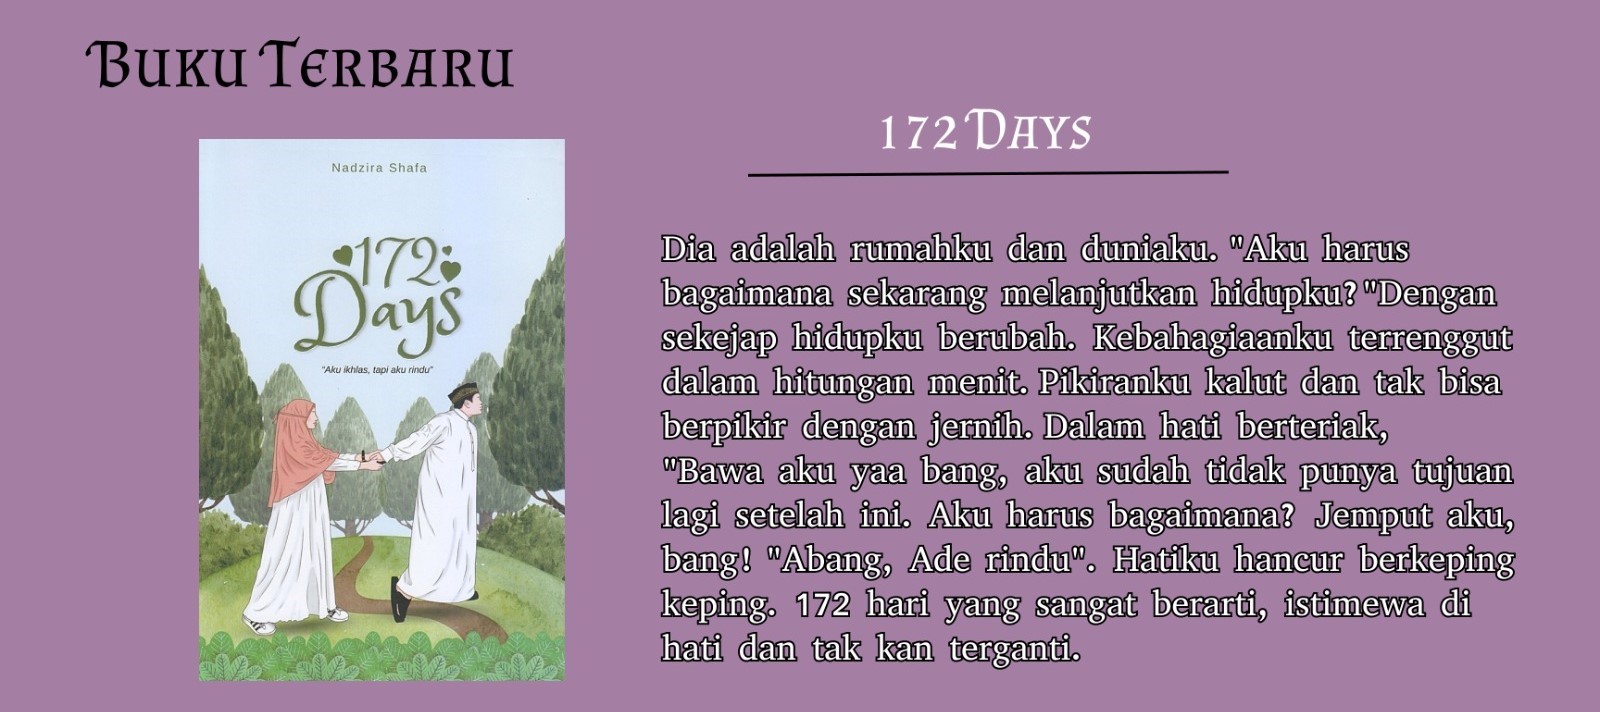 Buku Terbaru
172 Days
Nadzira Shafa
172
Days
"Aku ikhlas, tapi aku rindu"
Dia adalah rumahku dan duniaku. "Aku harus
bagaimana sekarang melanjutkan hidupku? "Dengan
sekejap hidupku berubah. Kebahagiaanku terrenggut
dalam hitungan menit. Pikiranku kalut dan tak bisa
berpikir dengan jernih. Dalam hati berteriak,
"Bawa aku yaa bang, aku sudah tidak punya tujuan
lagi setelah ini. Aku harus bagaimana? Jemput aku,
bang! "Abang, Ade rindu". Hatiku hancur berkeping
keping. 172 hari yang sangat berarti, istimewa di
hati dan tak kan terganti.